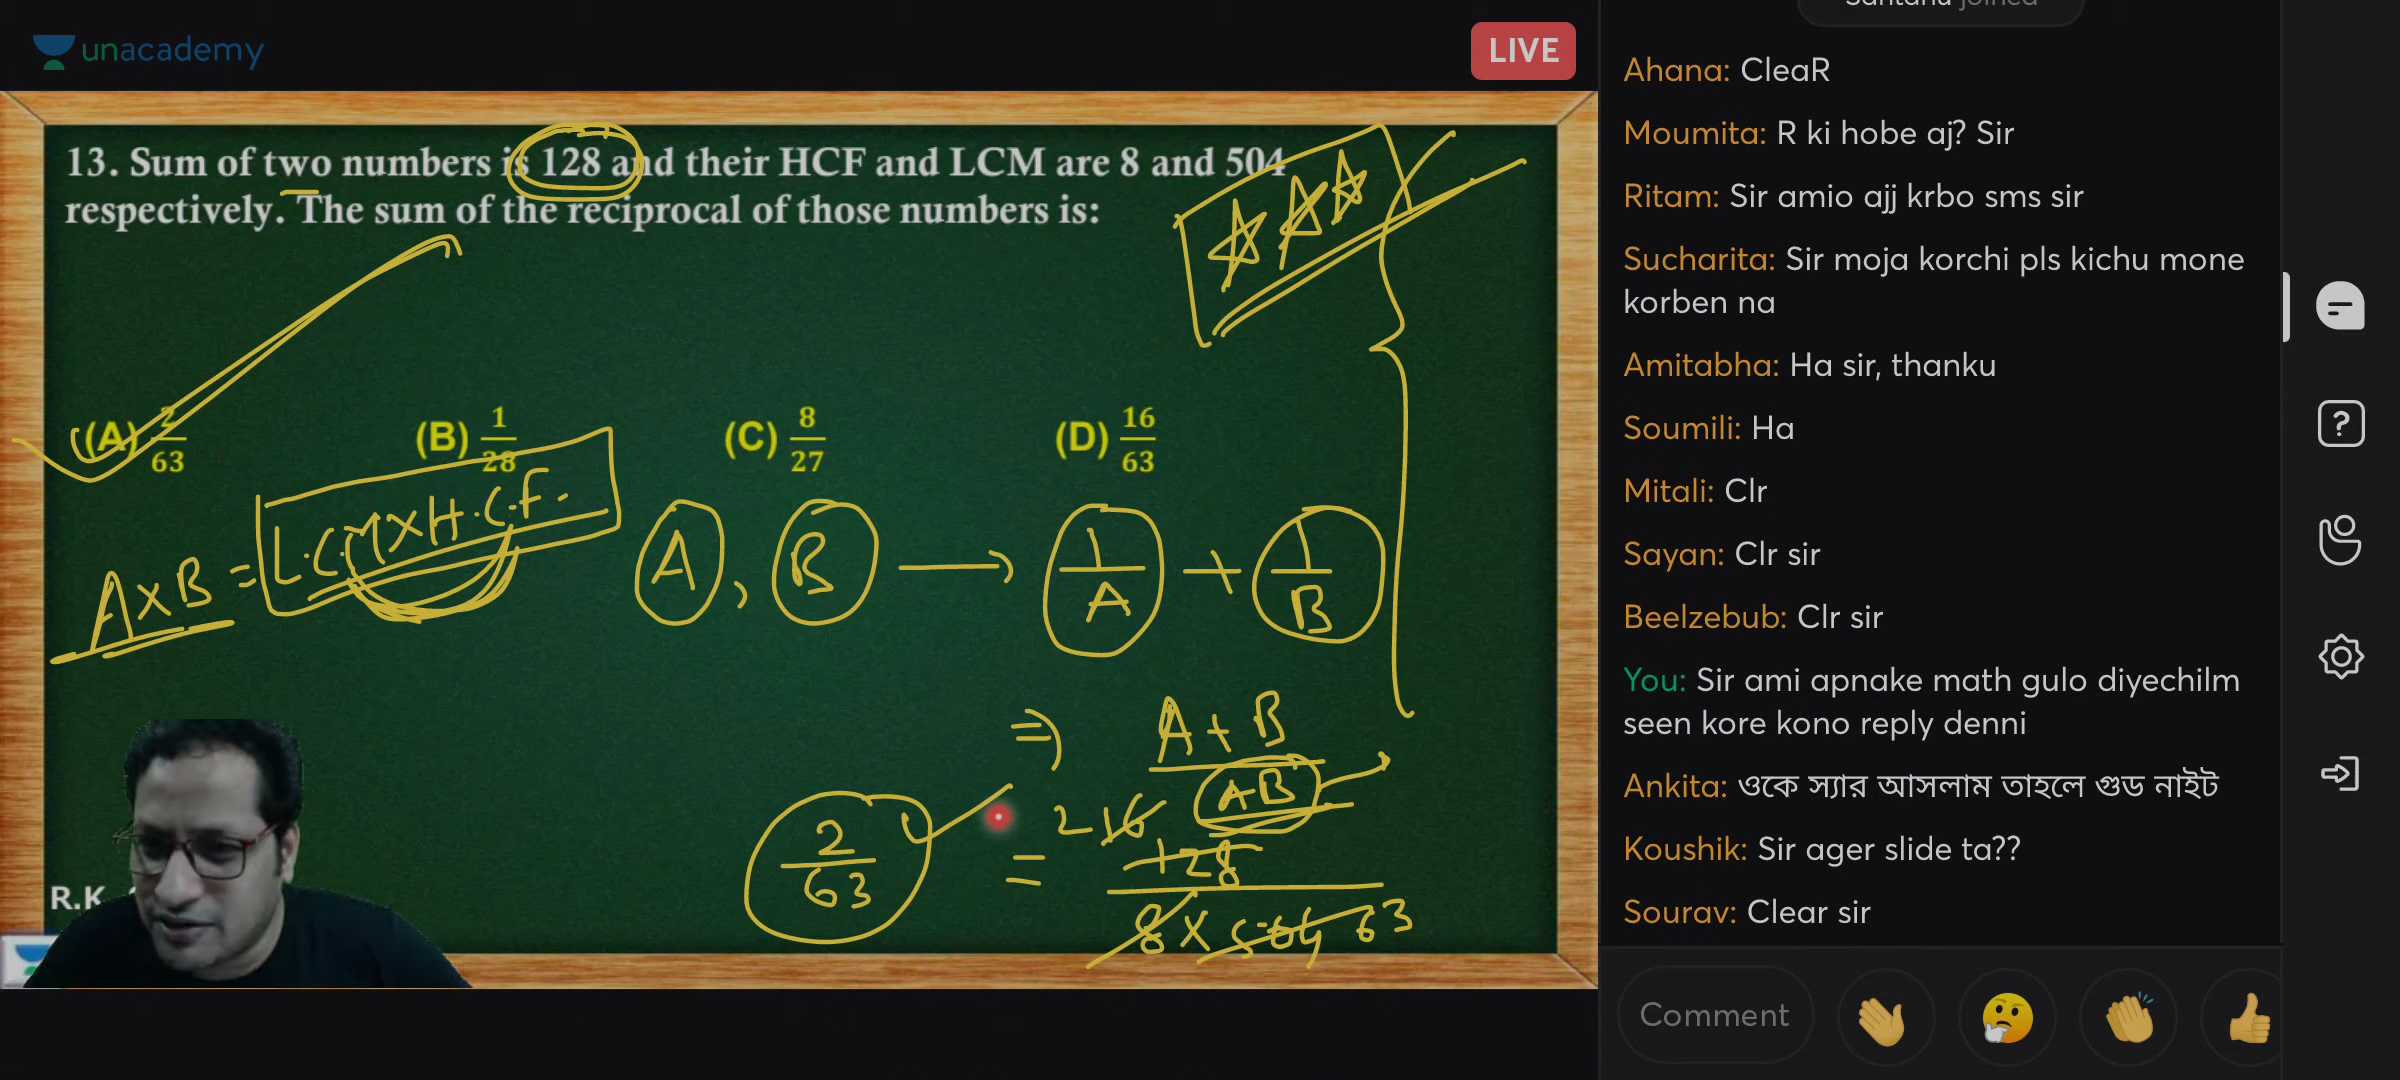 unacademy
LIVE
13. Sum of two numbers is 128 and their HCF and LCM are 8 and 504
respectively. The sum of the reciprocal of those numbers is:
(A) 2/63 (B) 1/28 (C) 8/27 (D) 16/63
A×B = L.C.M×H.C.F.
A, B → 1/A + 1/B
⇒ A+B / AB
2 16
= 128 / 8×504 63
2/63
R.K.
Santanu joined
Ahana: CleaR
Moumita: R ki hobe aj? Sir
Ritam: Sir amio ajj krbo sms sir
Sucharita: Sir moja korchi pls kichu mone
korben na
Amitabha: Ha sir, thanku
Soumili: Ha
Mitali: Clr
Sayan: Clr sir
Beelzebub: Clr sir
You: Sir ami apnake math gulo diyechilm
seen kore kono reply denni
Ankita: ওকে স্যার আসলাম তাহলে গুড নাইট
Koushik: Sir ager slide ta??
Sourav: Clear sir
Comment